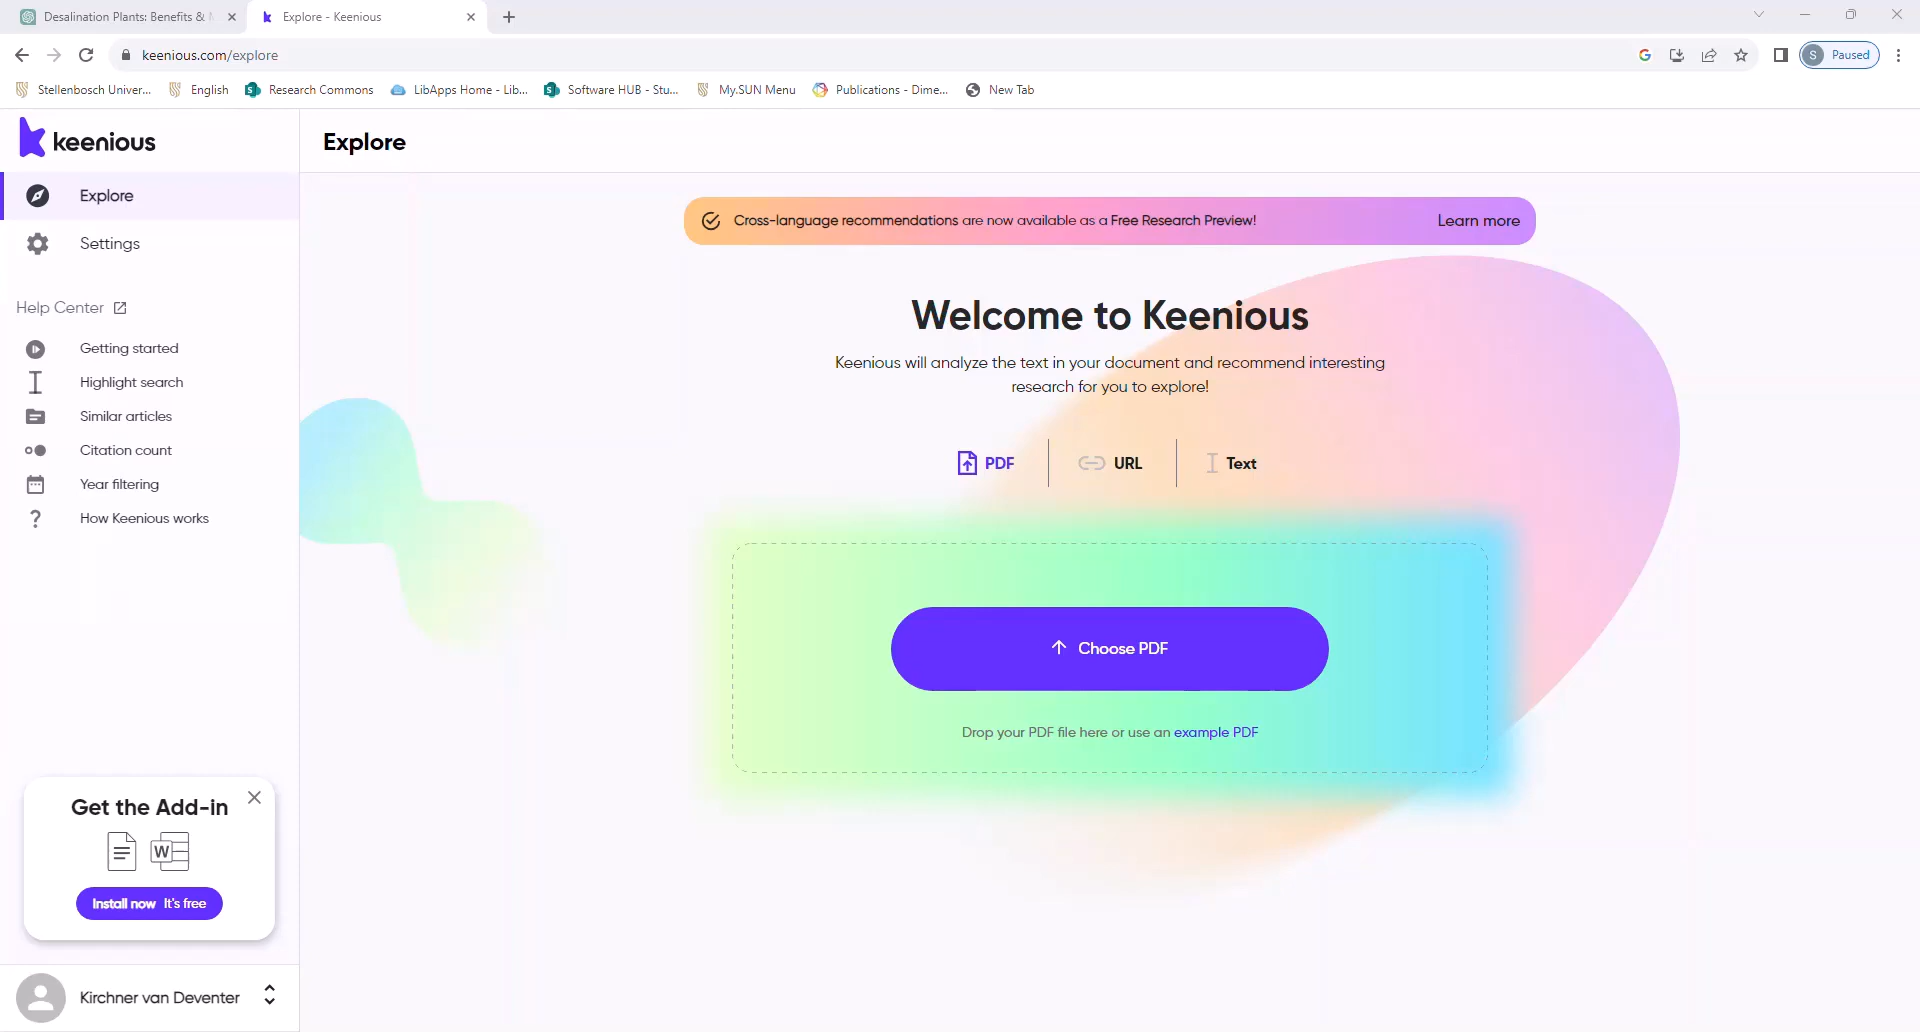 Desalination Plants: Benefits &
Explore - Keenious
keenious.com/explore
Paused
S
Stellenbosch Univer...
English
Research Commons
LibApps Home - Lib...
Software HUB - Stu...
My.SUN Menu
Publications - Dime...
New Tab
keenious
Explore
Explore
Settings
Help Center
Getting started
Highlight search
Similar articles
Citation count
Year filtering
How Keenious works
Cross-language recommendations are now available as a Free Research Preview!
Learn more
Welcome to Keenious
Keenious will analyze the text in your document and recommend interesting
research for you to explore!
PDF
URL
Text
Choose PDF
Drop your PDF file here or use an example PDF
Get the Add-in
W
Install now It's free
Kirchner van Deventer